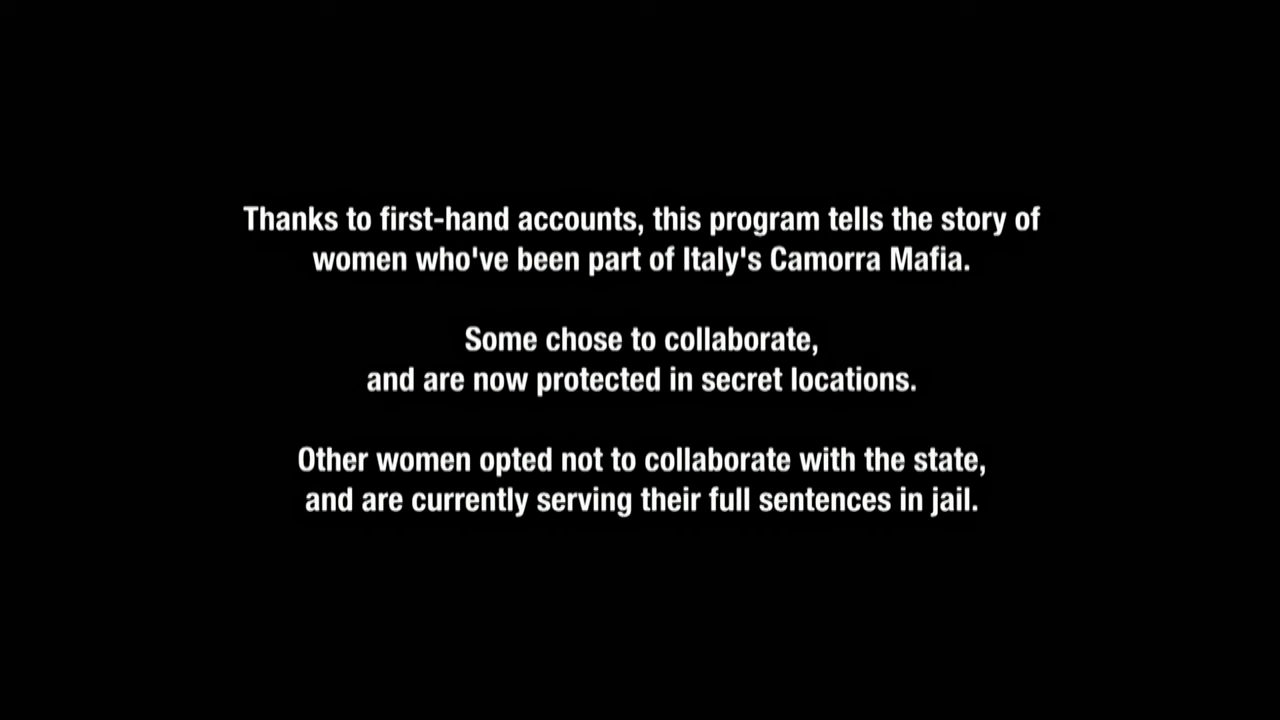 Thanks to first-hand accounts, this program tells the story of
women who've been part of Italy's Camorra Mafia.
Some chose to collaborate,
and are now protected in secret locations.
Other women opted not to collaborate with the state,
and are currently serving their full sentences in jail.